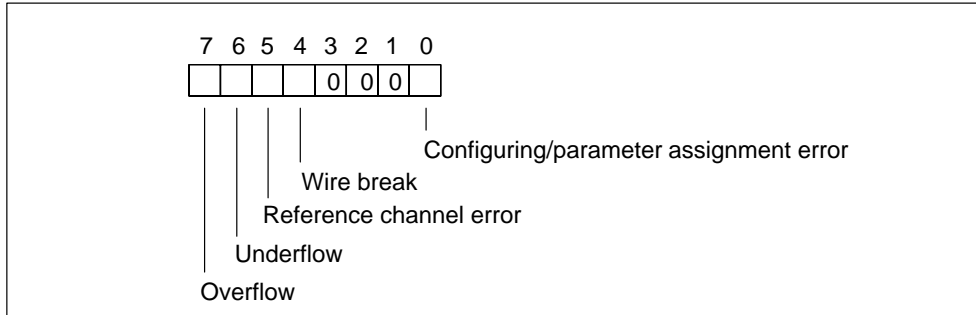 7 6 5 4 3 2 1 0
0 0 0
Configuring/parameter assignment error
Wire break
Reference channel error
Underflow
Overflow